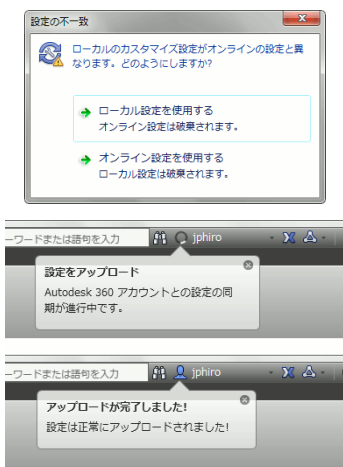 設定の不一致
ローカルのカスタマイズ設定がオンラインの設定と異
なります。どのようにしますか?
ローカル設定を使用する
オンライン設定は破棄されます。
オンライン設定を使用する
ローカル設定は破棄されます。
ーワードまたは語句を入力 jphiro
設定をアップロード
Autodesk 360 アカウントとの設定の同
期が進行中です。
ーワードまたは語句を入力 jphiro
アップロードが完了しました!
設定は正常にアップロードされました!